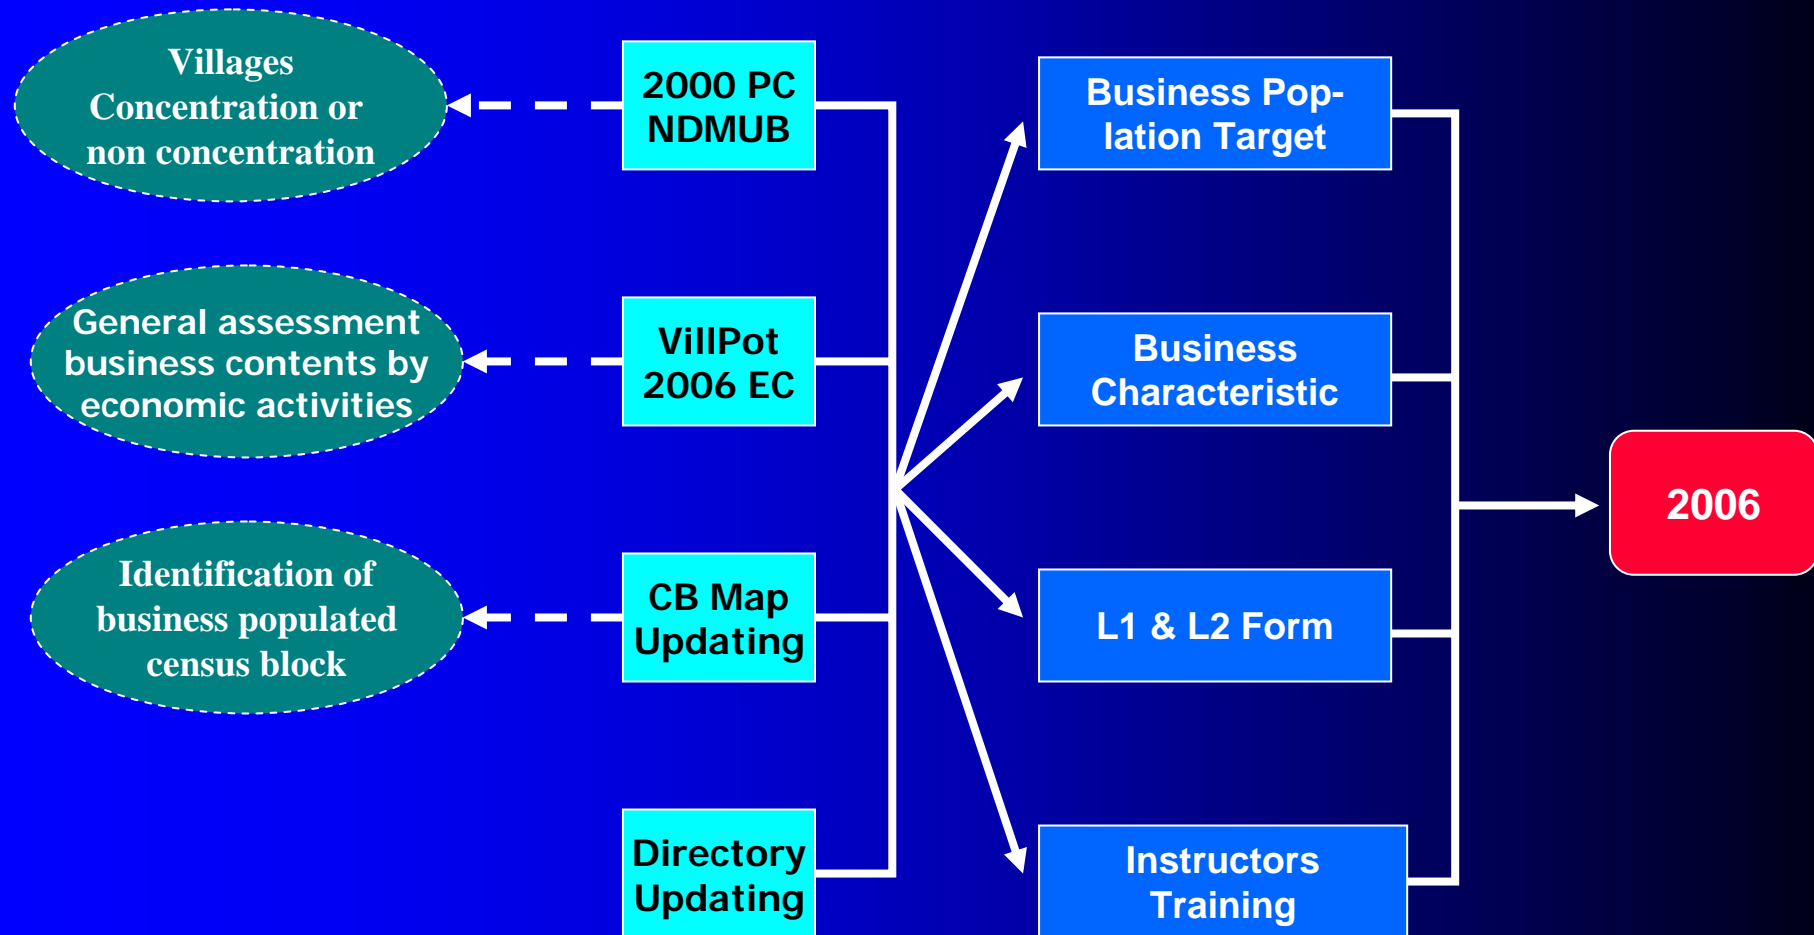 Villages
Concentration or
non concentration
2000 PC
NDMUB
Business Pop-
lation Target
General assessment
business contents by
economic activities
VillPot
2006 EC
Business
Characteristic
2006
Identification of
business populated
census block
CB Map
Updating
L1 & L2 Form
Directory
Updating
Instructors
Training